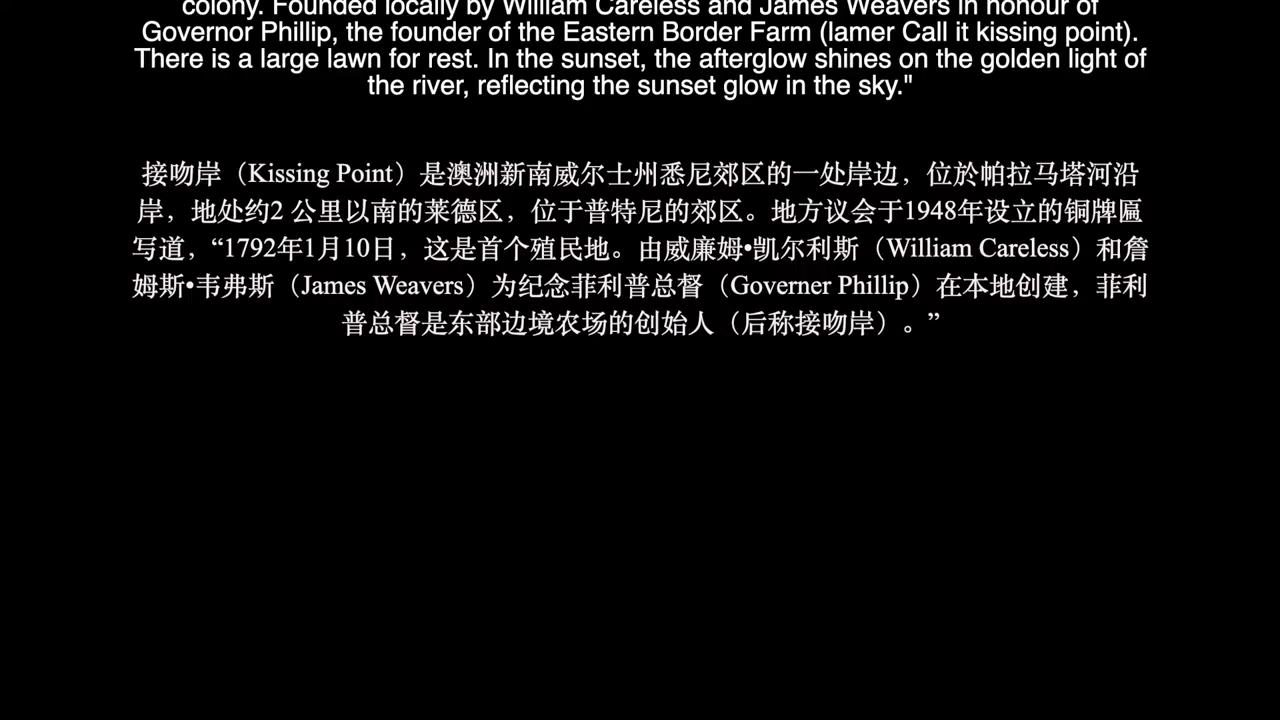 colony. Founded locally by William Careless and James Weavers in honour of
Governor Phillip, the founder of the Eastern Border Farm (lamer Call it kissing point).
There is a large lawn for rest. In the sunset, the afterglow shines on the golden light of
the river, reflecting the sunset glow in the sky."
接吻岸（Kissing Point）是澳洲新南威尔士州悉尼郊区的一处岸边，位於帕拉马塔河沿
岸，地处约2 公里以南的莱德区，位于普特尼的郊区。地方议会于1948年设立的铜牌匾
写道，“1792年1月10日，这是首个殖民地。由威廉姆•凯尔利斯（William Careless）和詹
姆斯•韦弗斯（James Weavers）为纪念菲利普总督（Governer Phillip）在本地创建，菲利
普总督是东部边境农场的创始人（后称接吻岸）。”